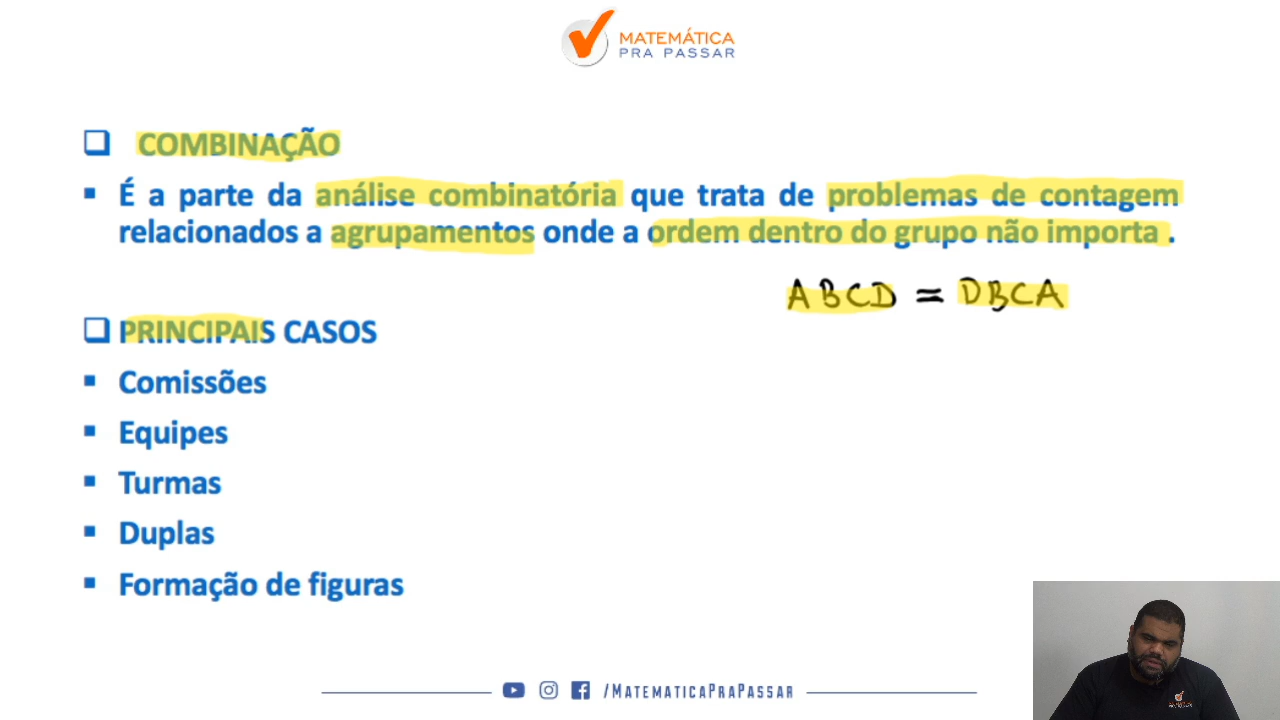 MATEMÁTICA
PRA PASSAR
COMBINAÇÃO
É a parte da análise combinatória que trata de problemas de contagem
relacionados a agrupamentos onde a ordem dentro do grupo não importa .
ABCD = DBCA
PRINCIPAIS CASOS
Comissões
Equipes
Turmas
Duplas
Formação de figuras
/MATEMATICAPRAPASSAR